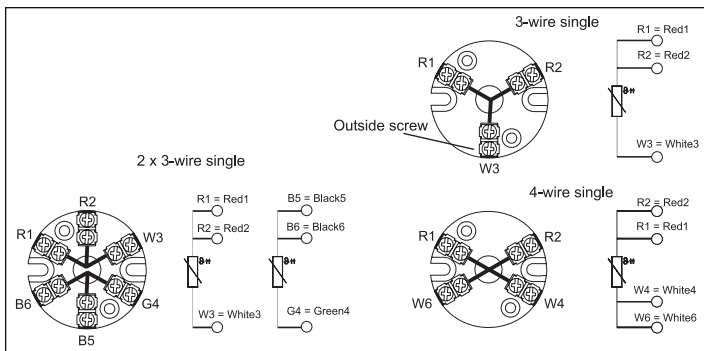 3-wire single
R1
R2
Outside screw
W3
R1 = Red1
R2 = Red2
W3 = White3
2 x 3-wire single
R2
R1
W3
B6
G4
B5
R1 = Red1
R2 = Red2
W3 = White3
B5 = Black5
B6 = Black6
G4 = Green4
4-wire single
R1
R2
W6
W4
R2 = Red2
R1 = Red1
W4 = White4
W6 = White6